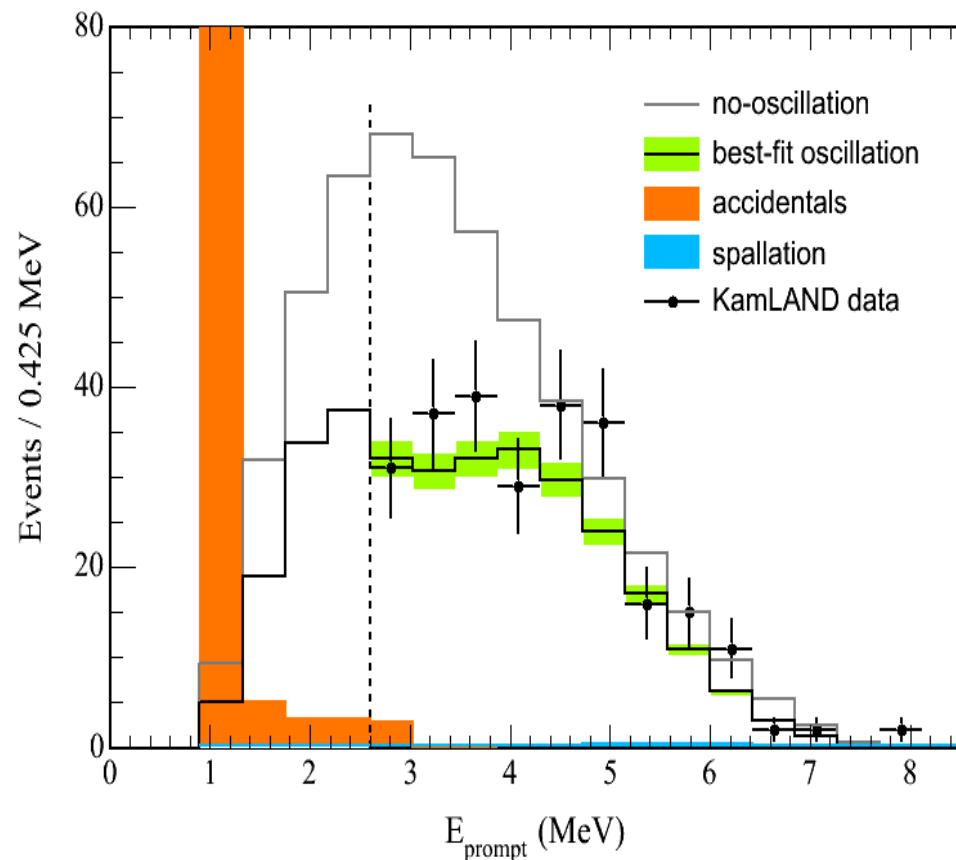 80
60
40
20
0
0 1 2 3 4 5 6 7 8
Events / 0.425 MeV
E_prompt (MeV)
no-oscillation
best-fit oscillation
accidentals
spallation
KamLAND data